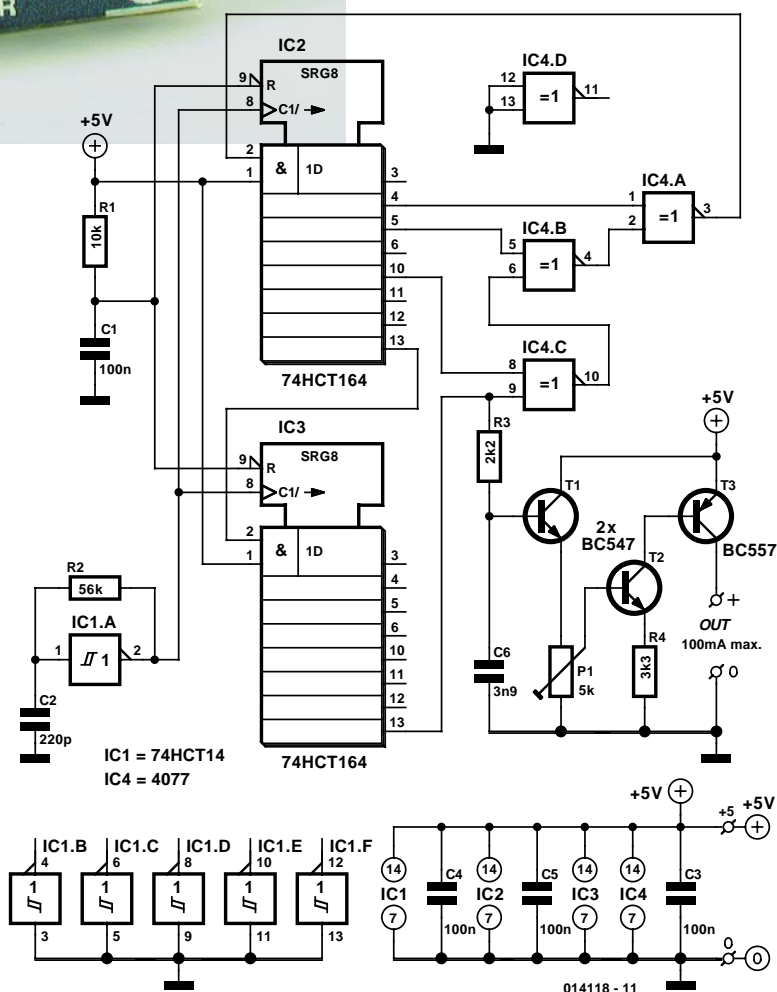 R
IC2
SRG8
9
R
8
C1/
+5V
2
1
&
1D
3
4
5
6
10
11
12
13
R1
10k
C1
100n
74HCT164
IC4.D
12
13
=1
11
IC4.A
1
2
=1
3
IC4.B
5
6
=1
4
IC4.C
8
9
=1
10
IC3
SRG8
9
R
8
C1/
2
1
&
1D
3
4
5
6
10
11
12
13
74HCT164
R3
2k2
+5V
T1
T3
2x
BC547
BC557
T2
+
OUT
100mA max.
0
R4
3k3
C6
3n9
P1
5k
R2
56k
IC1.A
1
1
2
C2
220p
IC1 = 74HCT14
IC4 = 4077
IC1.B
IC1.C
IC1.D
IC1.E
IC1.F
4
6
8
10
12
1
1
1
1
1
3
5
9
11
13
+5V
+5
+5V
14
14
14
14
IC1
C4
IC2
C5
IC3
IC4
C3
7
7
7
7
100n
100n
100n
0
0
014118 - 11